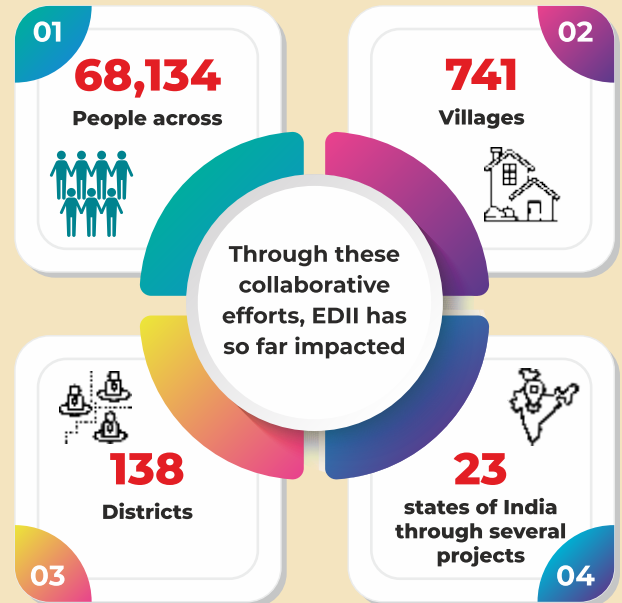 01
68,134
People across
02
741
Villages
Through these
collaborative
efforts, EDII has
so far impacted
138
Districts
03
23
states of India
through several
projects
04